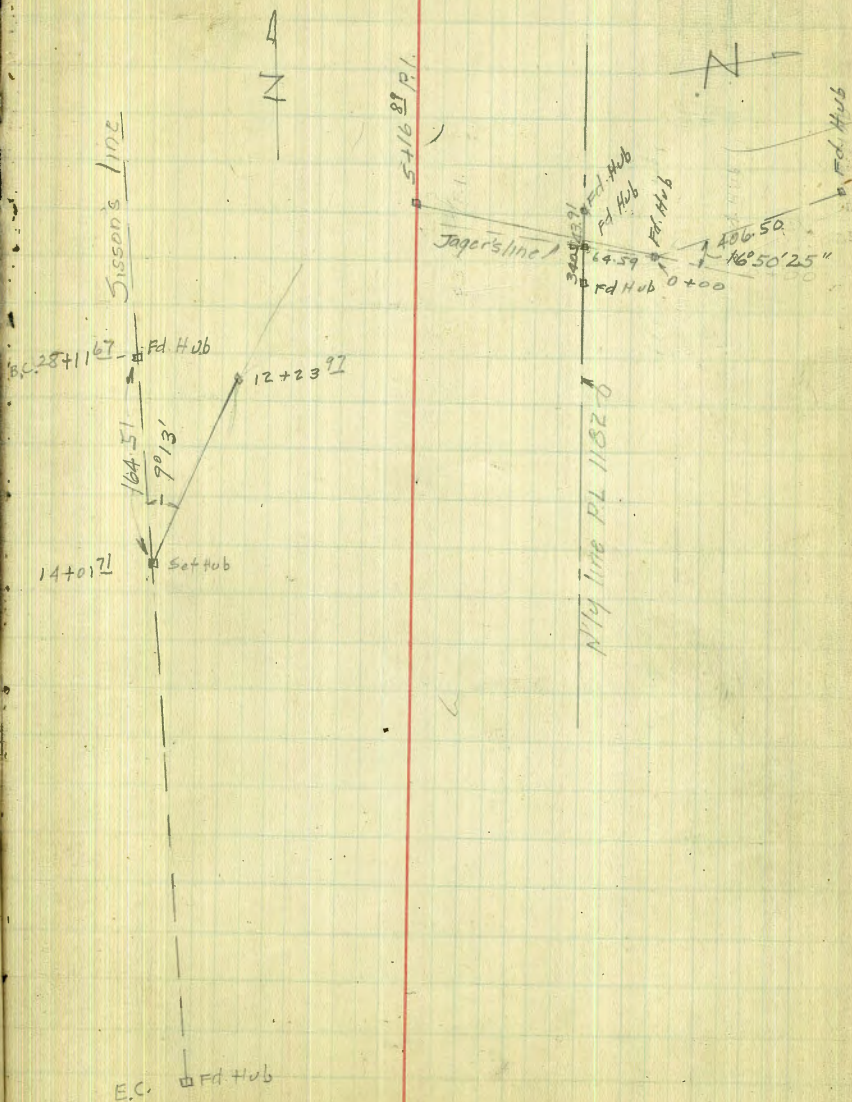 N
Sisson's line
B.C. 28+11 67
Fd. Hub
12+23 97
164.51
9° 13'
14+01 71
Set Hub
E.C.
Fd. Hub
5+16 89 P.I.
N
Fd. Hub
Fd. Hub
Fd. Hub
Fd. Hub
Jager's line
64.59
406.50
16° 50' 25"
Fd Hub
0+00
N'ly line P.L. 1182